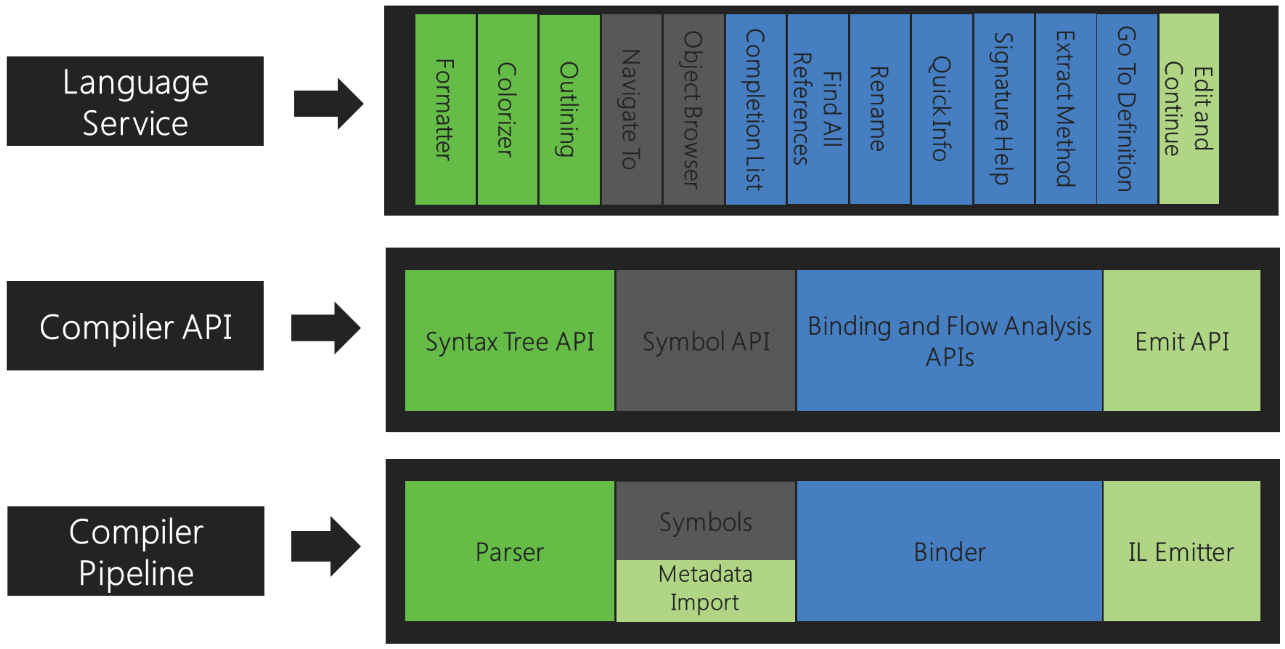 Language
Service
Formatter
Colorizer
Outlining
Navigate To
Object Browser
Completion List
Find All
References
Rename
Quick Info
Signature Help
Extract Method
Go To Definition
Edit and
Continue
Compiler API
Syntax Tree API
Symbol API
Binding and Flow Analysis
APIs
Emit API
Compiler
Pipeline
Parser
Symbols
Metadata
Import
Binder
IL Emitter